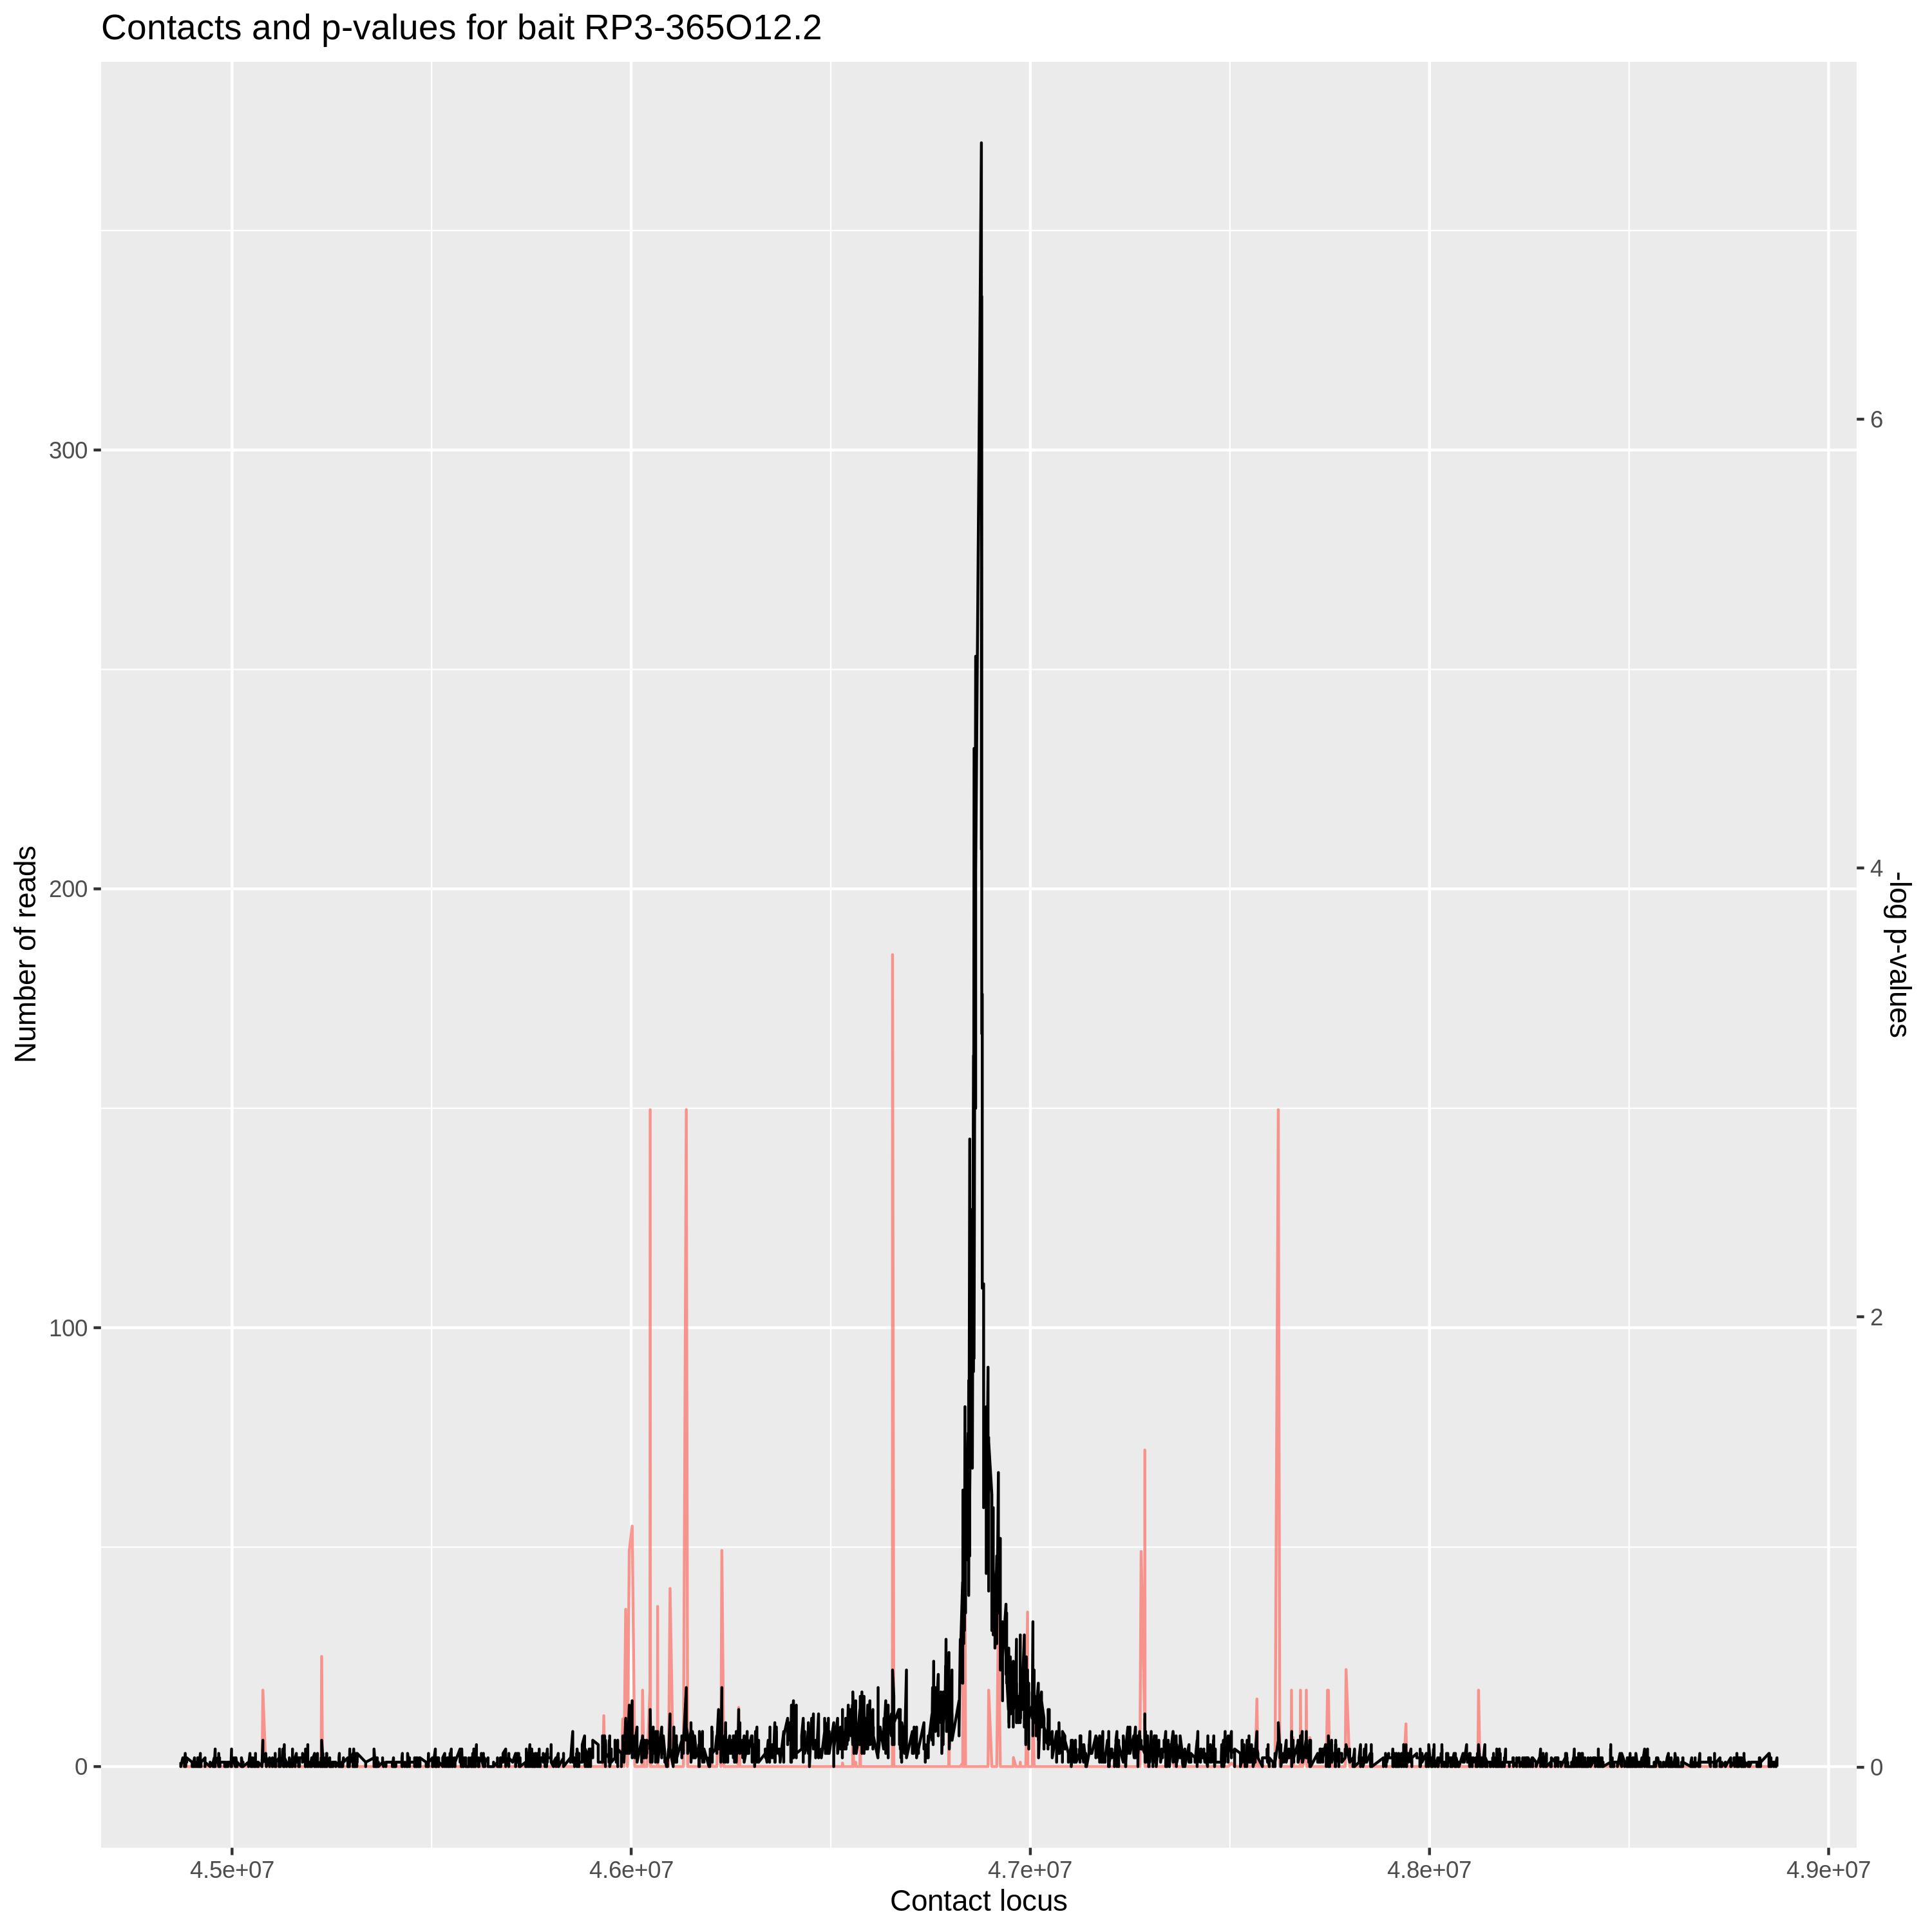 Contacts and p-values for bait RP3-365O12.2
Number of reads
300
200
100
0
6
4
2
0
-log p-values
4.5e+07
4.6e+07
4.7e+07
4.8e+07
4.9e+07
Contact locus